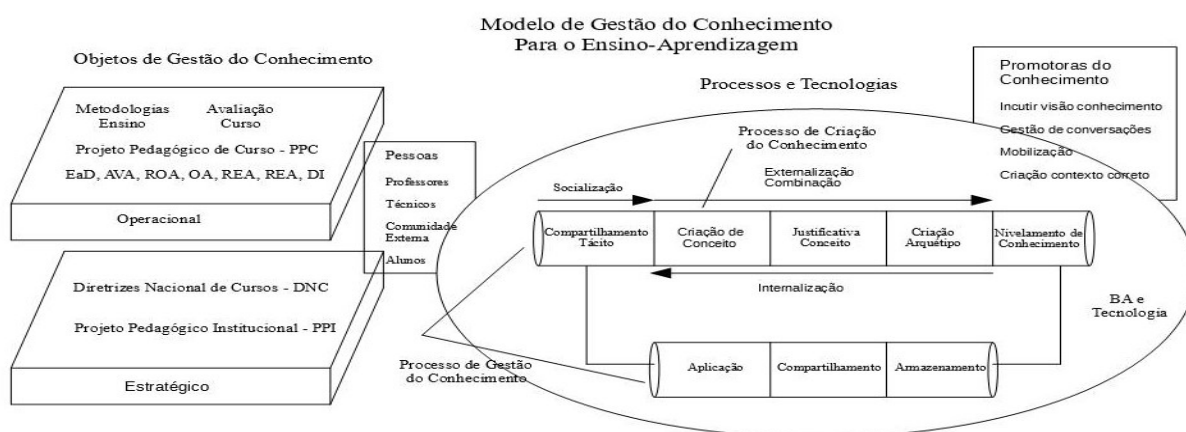 Modelo de Gestão do Conhecimento
Para o Ensino-Aprendizagem
Objetos de Gestão do Conhecimento
Metodologias
Ensino
Avaliação
Curso
Projeto Pedagógico de Curso - PPC
EaD, AVA, ROA, OA, REA, REA, DI
Operacional
Diretrizes Nacional de Cursos - DNC
Projeto Pedagógico Institucional - PPI
Estratégico
Pessoas
Professores
Técnicos
Comunidade
Externa
Alunos
Processos e Tecnologias
Promotoras do
Conhecimento
Incutir visão conhecimento
Gestão de conversações
Mobilização
Criação contexto correto
Processo de Criação
do Conhecimento
Socialização
Externalização
Combinação
Compartilhamento
Tácito
Criação de
Conceito
Justificativa
Conceito
Criação
Arquétipo
Nivelamento de
Conhecimento
Internalização
BA e
Tecnologia
Processo de Gestão
do Conhecimento
Aplicação
Compartilhamento
Armazenamento